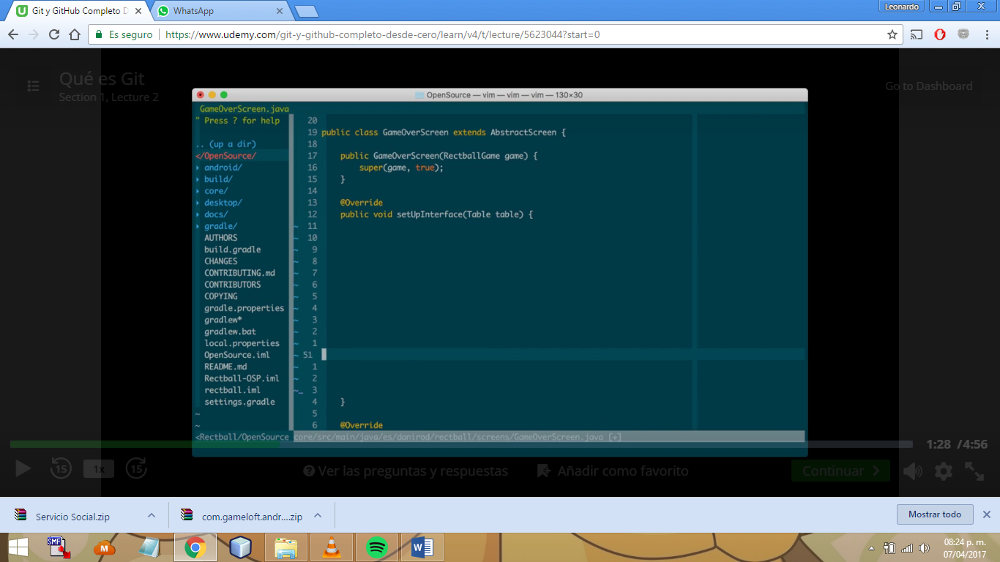 Git y GitHub Completo D
WhatsApp
Leonardo
Es seguro
https://www.udemy.com/git-y-github-completo-desde-cero/learn/v4/t/lecture/5623044?start=0
Qué es Git
Section 1, Lecture 2
Go to Dashboard
OpenSource — vim — vim — vim — 130×30
GameOverScreen.java
" Press ? for help
.. (up a dir)
</OpenSource/
▸ android/
▸ build/
▸ core/
▸ desktop/
▸ docs/
▸ gradle/
AUTHORS
build.gradle
CHANGES
CONTRIBUTING.md
CONTRIBUTORS
COPYING
gradle.properties
gradlew*
gradlew.bat
local.properties
OpenSource.iml
README.md
Rectball-OSP.iml
rectball.iml
settings.gradle
~
~
<Rectball/OpenSource
20
19 public class GameOverScreen extends AbstractScreen {
18
17 public GameOverScreen(RectballGame game) {
16 super(game, true);
15 }
14
13 @Override
12 public void setUpInterface(Table table) {
~ 11
~ 10
~ 9
~ 8
~ 7
~ 6
~ 5
~ 4
~ 3
~ 2
~ 1
~ 51
~ 1
~ 2
~_ 3
4 }
5
6 @Override
core/src/main/java/es/danirod/rectball/screens/GameOverScreen.java [+]
1:28 /4:56
15
1x
15
Ver las preguntas y respuestas
Añadir como favorito
Continuar
Servicio Social.zip
com.gameloft.andr....zip
Mostrar todo
SMF
M
W
08:24 p. m.
07/04/2017